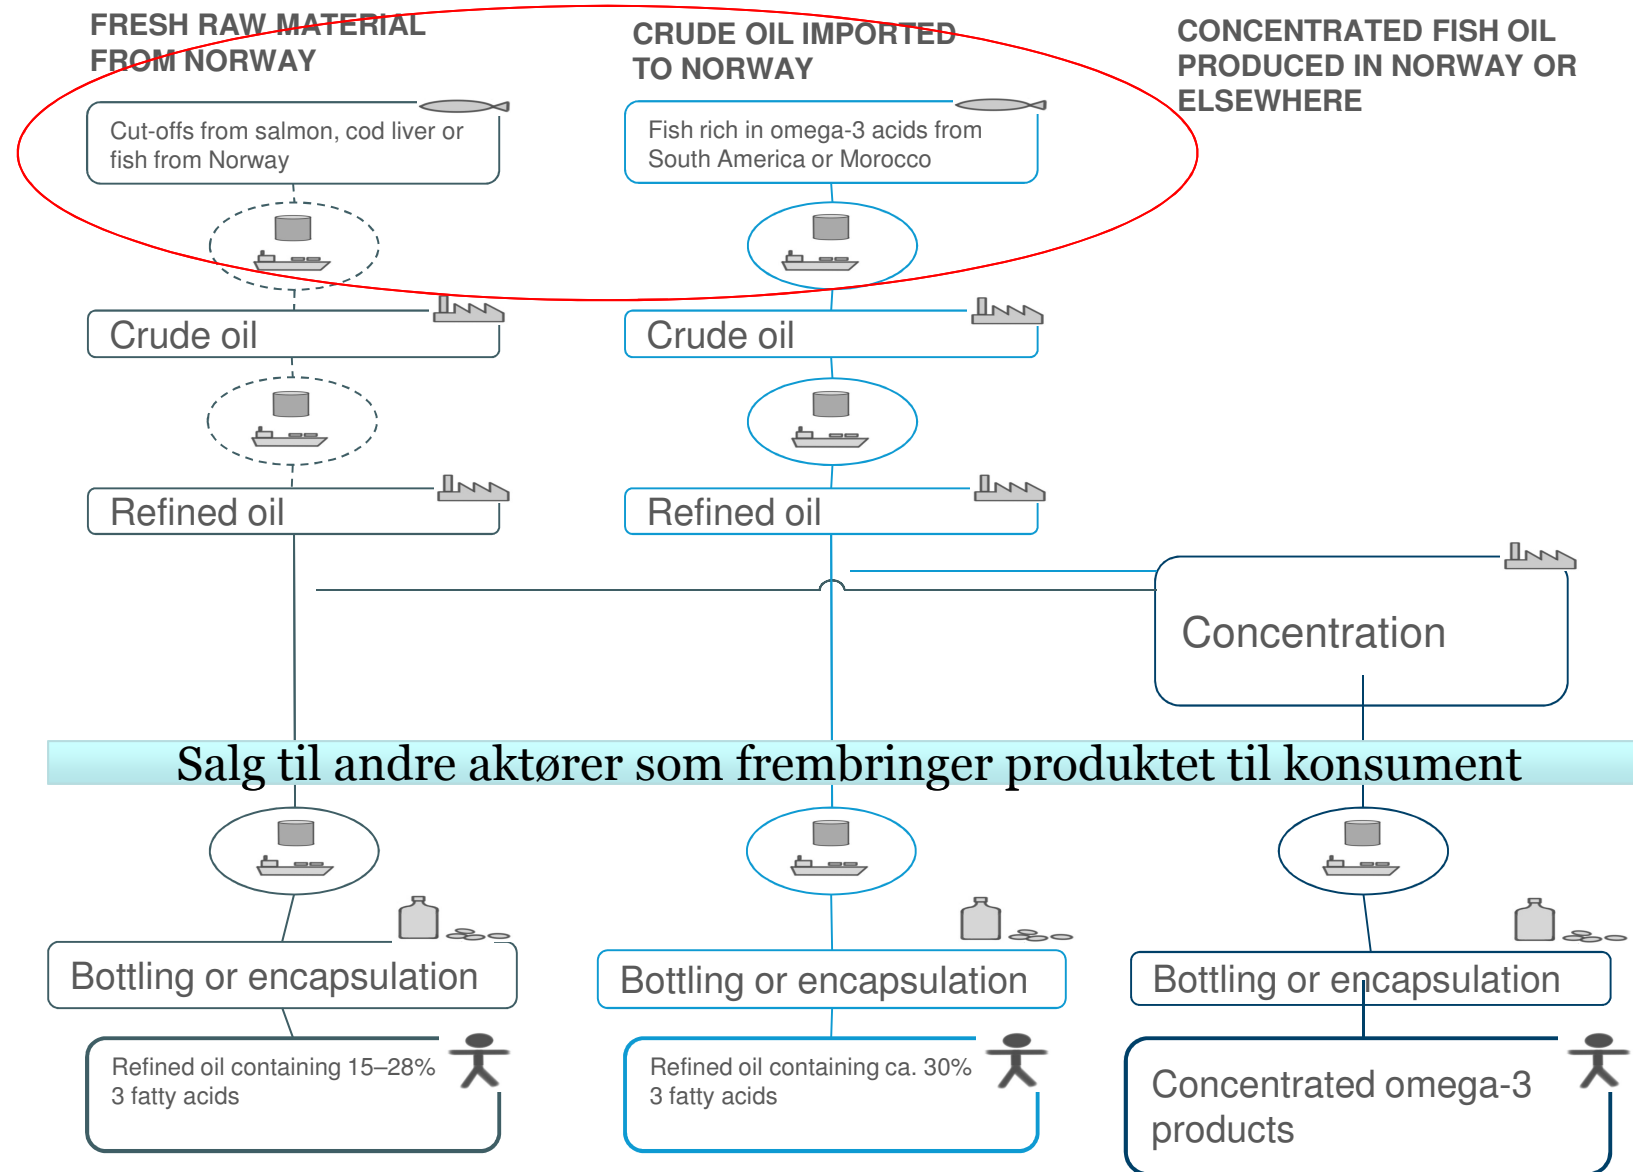 FRESH RAW MATERIAL
FROM NORWAY
CRUDE OIL IMPORTED
TO NORWAY
CONCENTRATED FISH OIL
PRODUCED IN NORWAY OR
ELSEWHERE
Cut-offs from salmon, cod liver or
fish from Norway
Fish rich in omega-3 acids from
South America or Morocco
Crude oil
Crude oil
Refined oil
Refined oil
Concentration
Salg til andre aktører som frembringer produktet til konsument
Bottling or encapsulation
Bottling or encapsulation
Bottling or encapsulation
Refined oil containing 15–28%
3 fatty acids
Refined oil containing ca. 30%
3 fatty acids
Concentrated omega-3
products